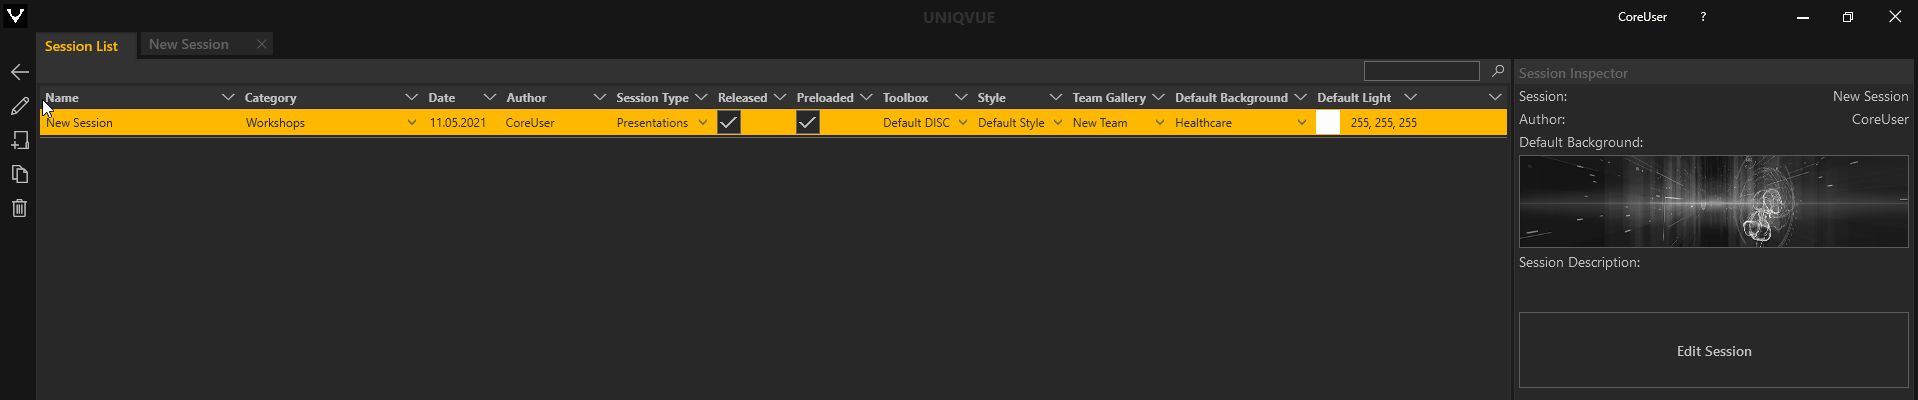 UNIQVUE
CoreUser ?
Session List New Session
Session Inspector
Name Category Date Author Session Type Released Preloaded Toolbox Style Team Gallery Default Background Default Light
New Session Workshops 11.05.2021 CoreUser Presentations Default DISC Default Style New Team Healthcare 255, 255, 255
Session: New Session
Author: CoreUser
Default Background:
Session Description:
Edit Session